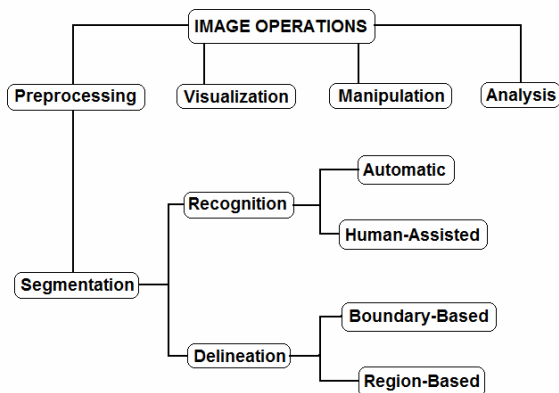 IMAGE OPERATIONS
Preprocessing
Visualization
Manipulation
Analysis
Automatic
Recognition
Human-Assisted
Segmentation
Boundary-Based
Delineation
Region-Based